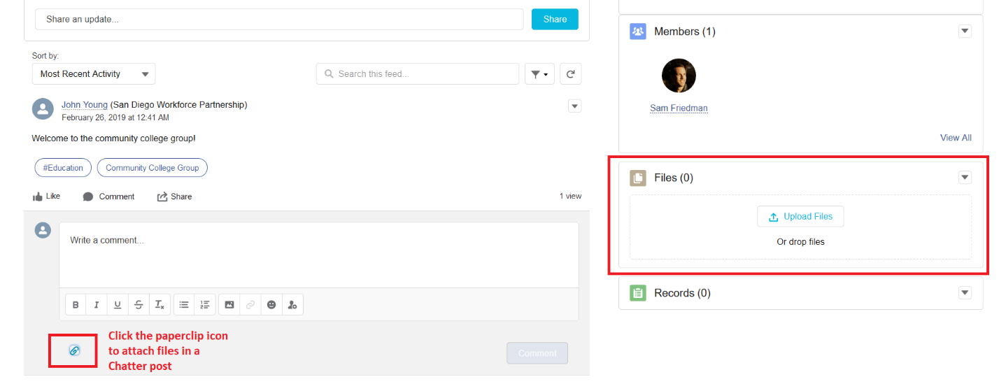 Share an update...
Share
Sort by:
Most Recent Activity
Search this feed...
John Young (San Diego Workforce Partnership)
February 26, 2019 at 12:41 AM
Welcome to the community college group!
#Education
Community College Group
Like
Comment
Share
1 view
Write a comment...
B I U S Tx
Click the paperclip icon
to attach files in a
Chatter post
Comment
Members (1)
Sam Friedman
View All
Files (0)
Upload Files
Or drop files
Records (0)